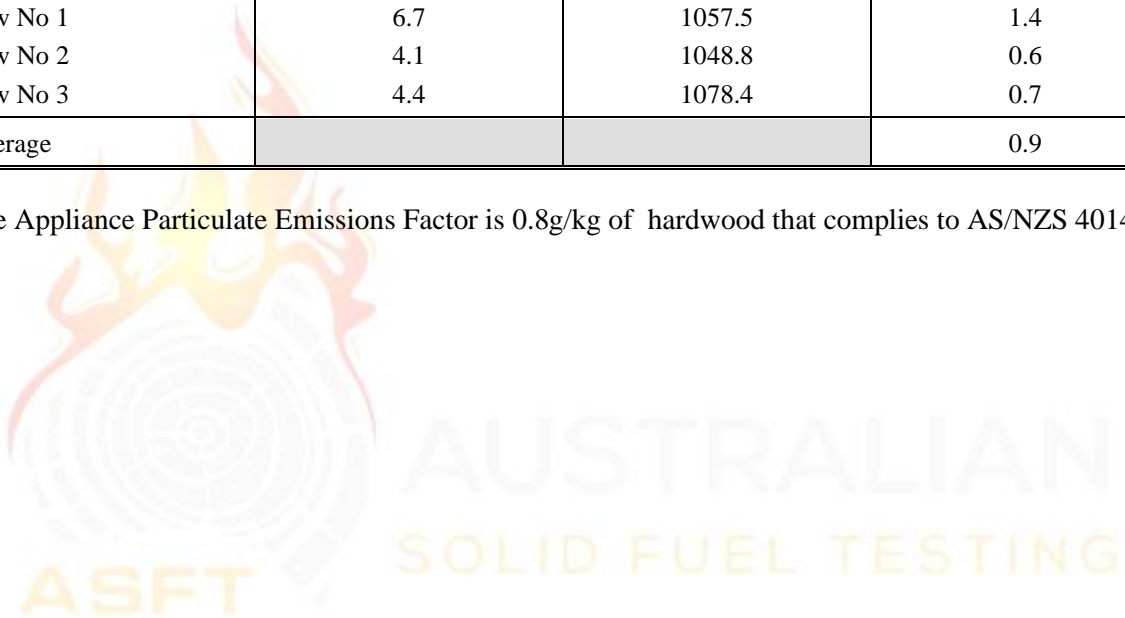 v No 1 6.7 1057.5 1.4
v No 2 4.1 1048.8 0.6
v No 3 4.4 1078.4 0.7
erage 0.9
e Appliance Particulate Emissions Factor is 0.8g/kg of hardwood that complies to AS/NZS 4014
AUSTRALIAN
SOLID FUEL TESTING
ASFT